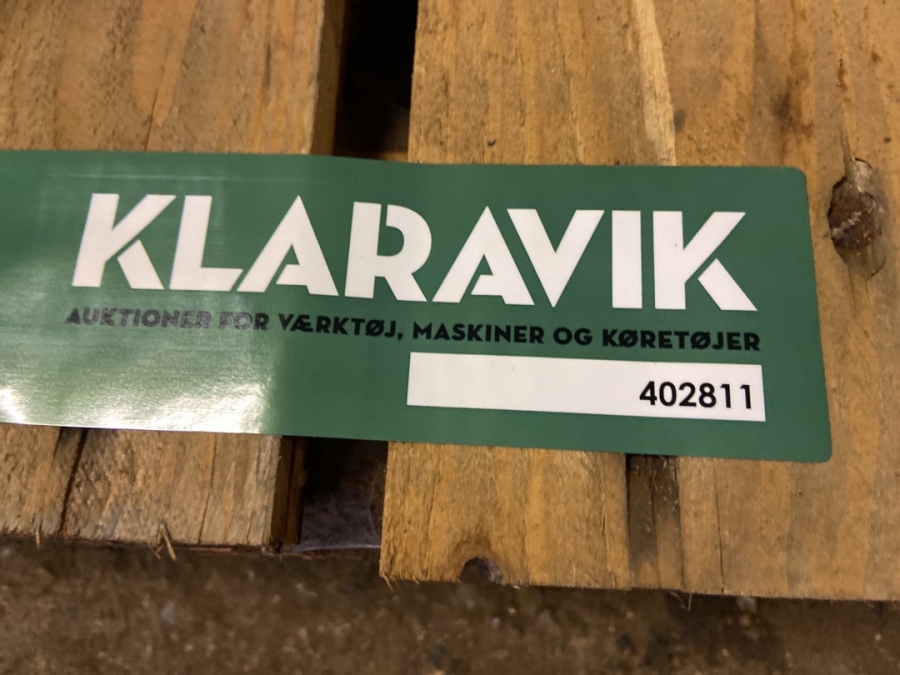 KLARAVIK
AUKTIONER FOR VÆRKTØJ, MASKINER OG KØRETØJER
402811